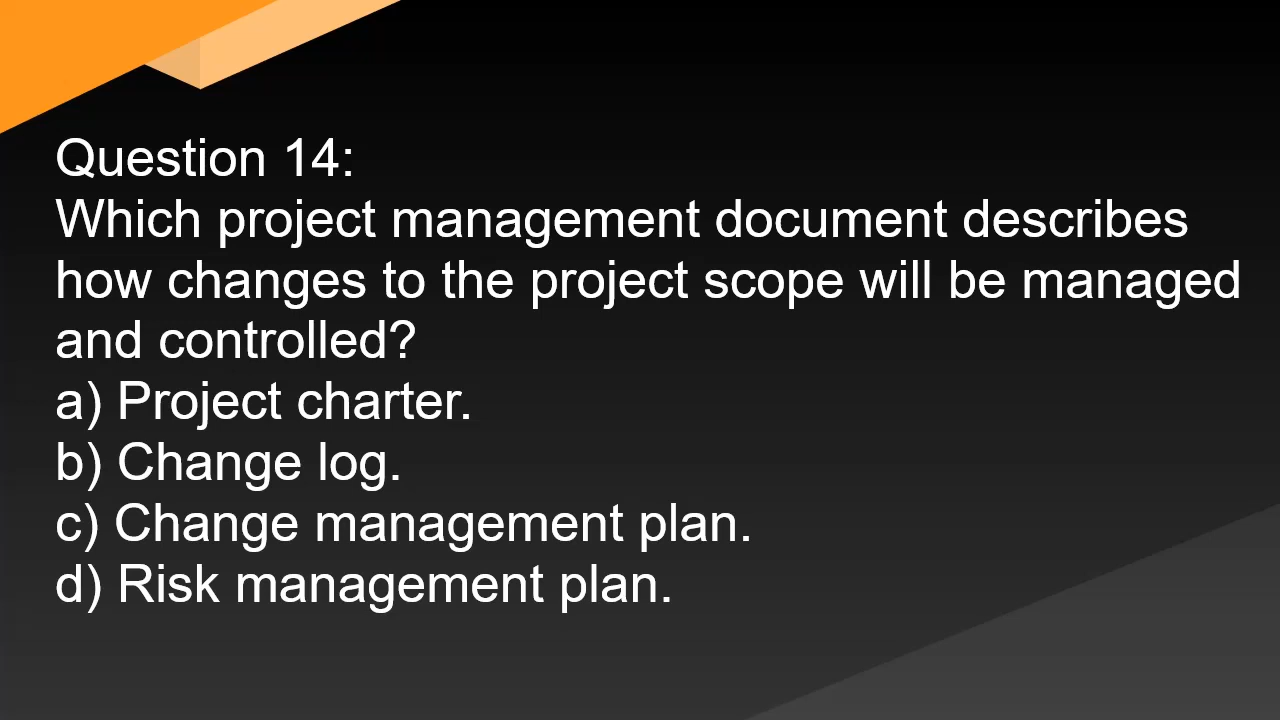 Question 14:
Which project management document describes
how changes to the project scope will be managed
and controlled?
a) Project charter.
b) Change log.
c) Change management plan.
d) Risk management plan.